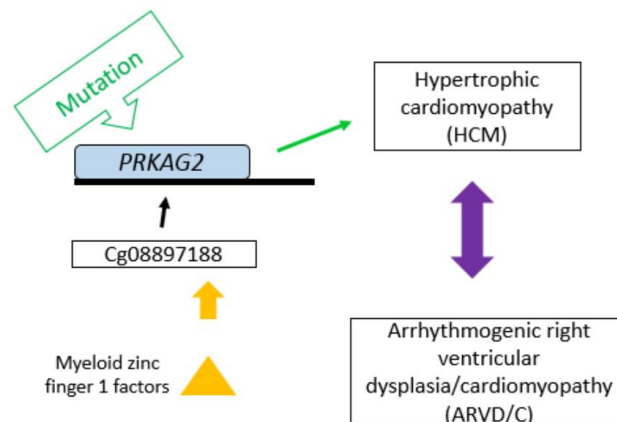 Mutation
PRKAG2
Cg08897188
Myeloid zinc
finger 1 factors
Hypertrophic
cardiomyopathy
(HCM)
Arrhythmogenic right
ventricular
dysplasia/cardiomyopathy
(ARVD/C)